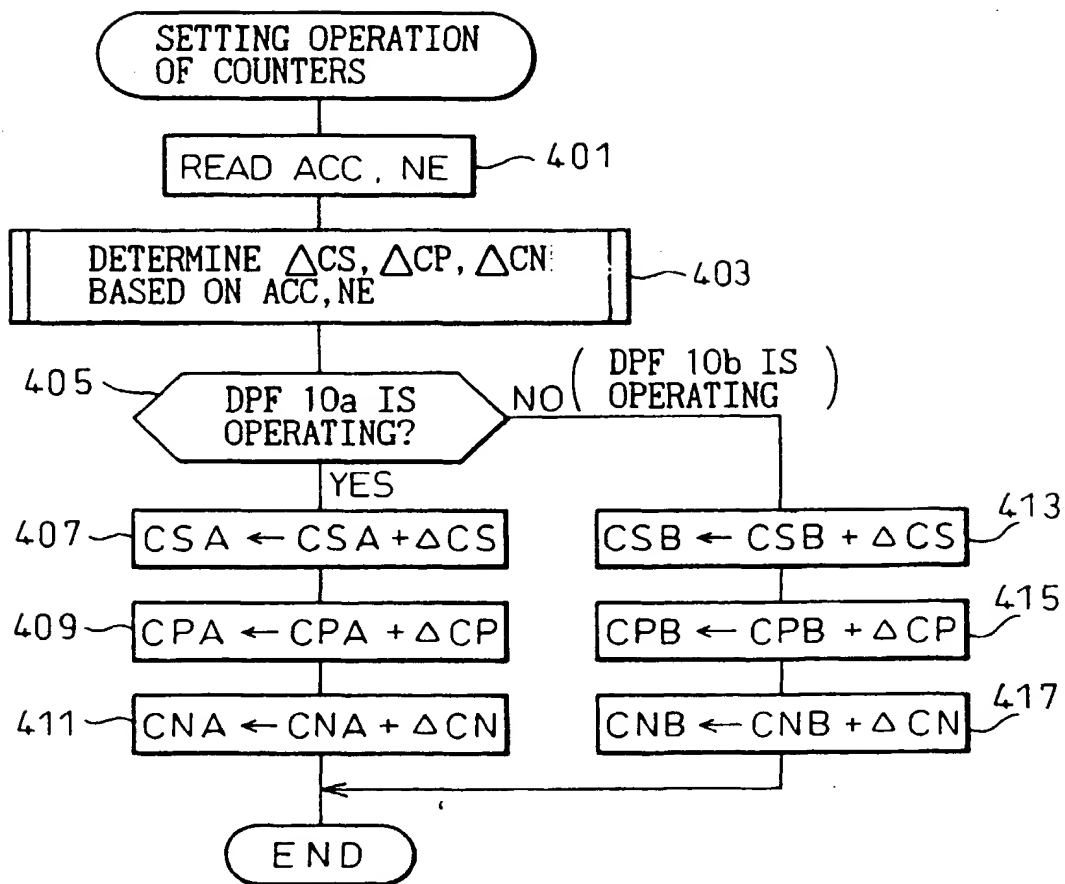 SETTING OPERATION
OF COUNTERS
READ ACC, NE
401
DETERMINE △CS, △CP, △CN
BASED ON ACC, NE
403
405
DPF 10a IS
OPERATING?
NO
( DPF 10b IS
OPERATING )
YES
407
CSA ← CSA + △CS
409
CPA ← CPA + △CP
411
CNA ← CNA + △CN
CSB ← CSB + △CS
413
CPB ← CPB + △CP
415
CNB ← CNB + △CN
417
END